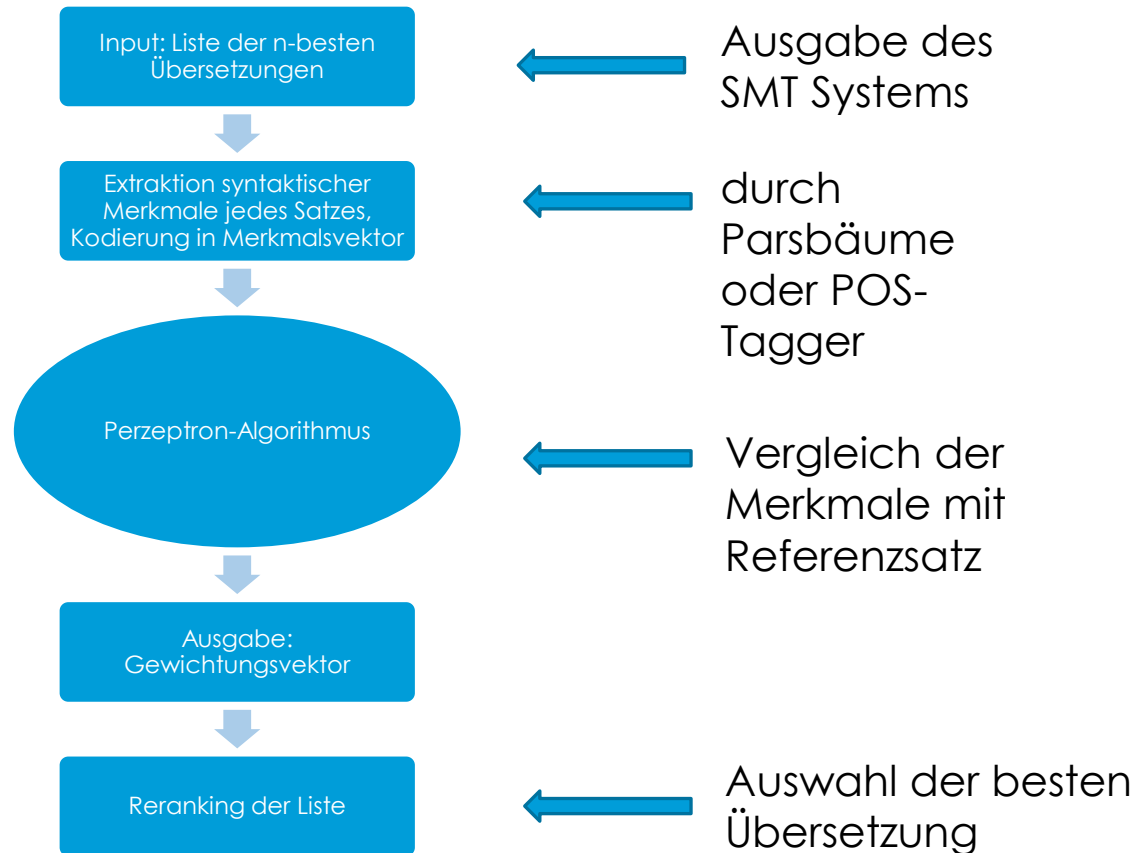 Input: Liste der n-besten
Übersetzungen
Ausgabe des
SMT Systems
Extraktion syntaktischer
Merkmale jedes Satzes,
Kodierung in Merkmalsvektor
durch
Parsbäume
oder POS-
Tagger
Perzeptron-Algorithmus
Vergleich der
Merkmale mit
Referenzsatz
Ausgabe:
Gewichtungsvektor
Reranking der Liste
Auswahl der besten
Übersetzung